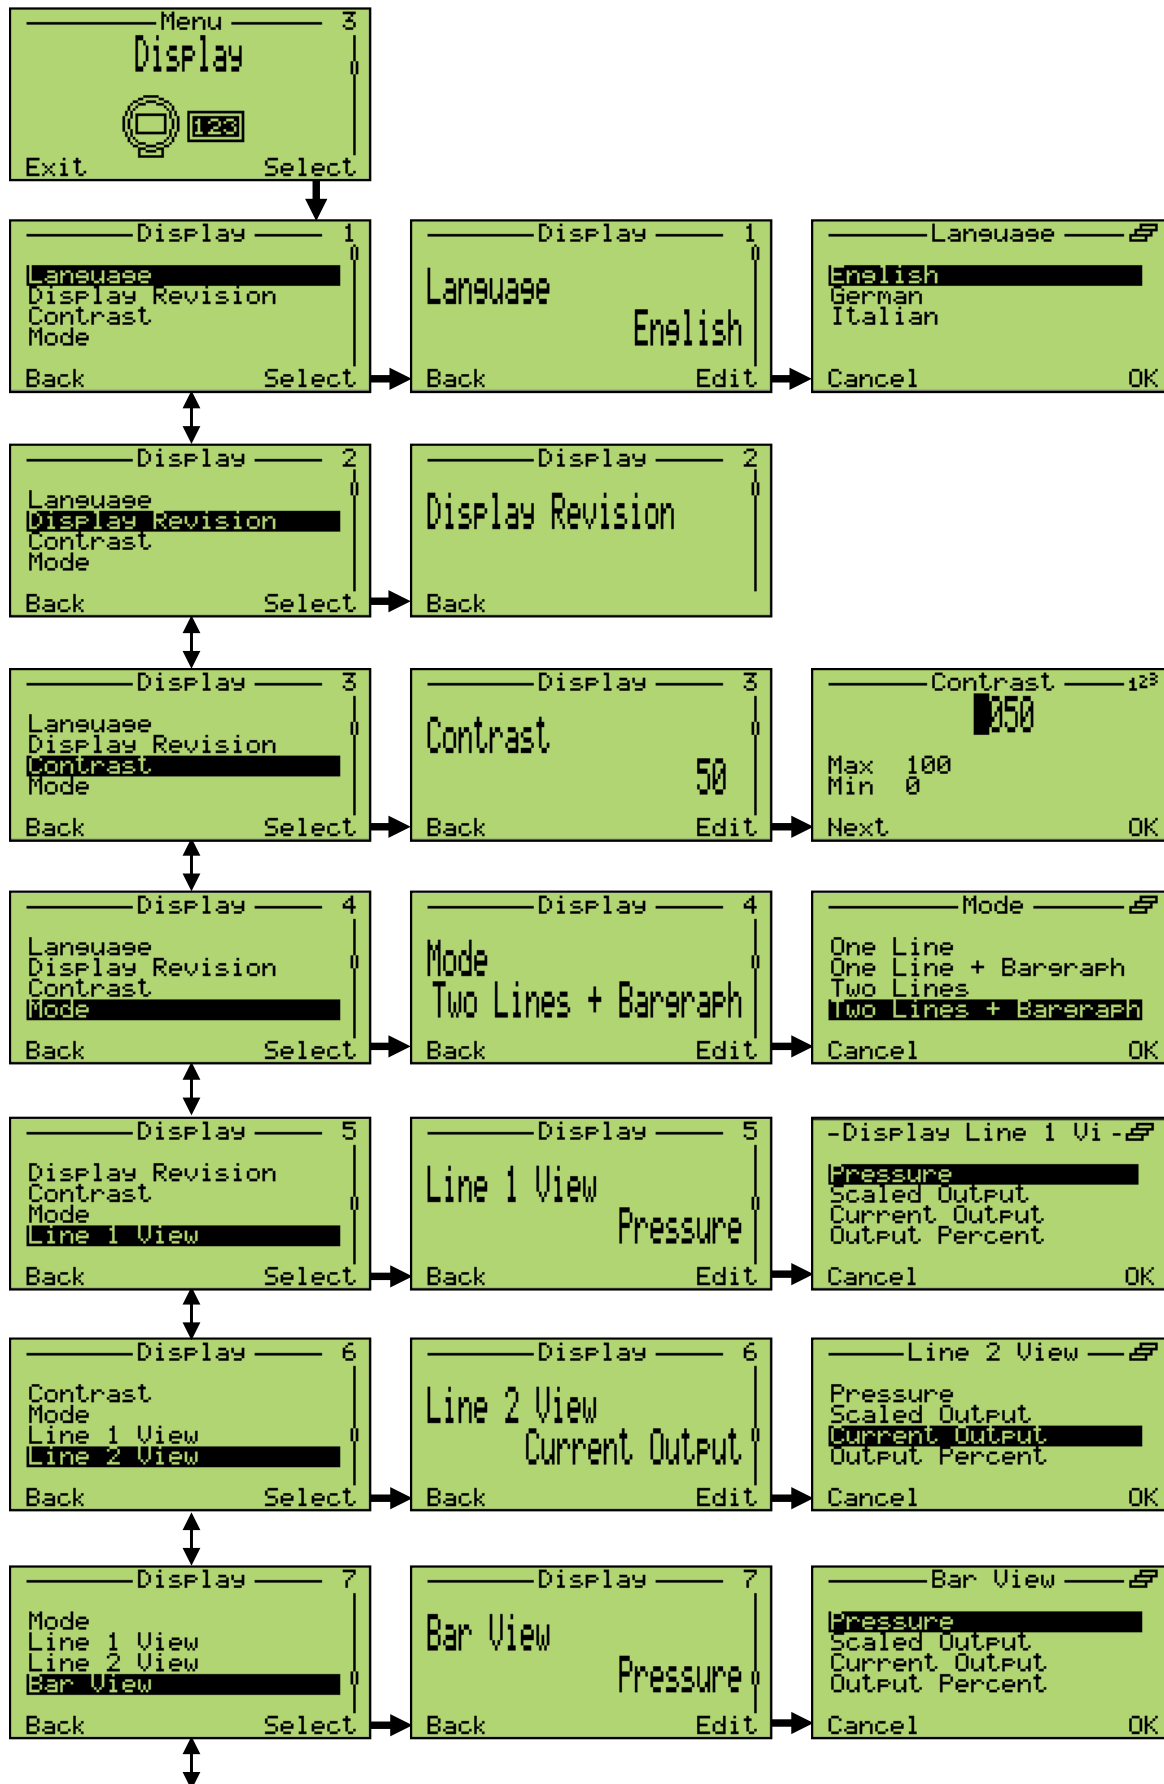 Menu 3
Display
123
Exit Select
Display 1
Language
Display Revision
Contrast
Mode
Back Select
Display 1
Language
English
Back Edit
Language
English
German
Italian
Cancel OK
Display 2
Language
Display Revision
Contrast
Mode
Back Select
Display 2
Display Revision
Back
Display 3
Language
Display Revision
Contrast
Mode
Back Select
Display 3
Contrast
50
Back Edit
Contrast 123
050
Max 100
Min 0
Next OK
Display 4
Language
Display Revision
Contrast
Mode
Back Select
Display 4
Mode
Two Lines + Bargraph
Back Edit
Mode
One Line
One Line + Bargraph
Two Lines
Two Lines + Bargraph
Cancel OK
Display 5
Display Revision
Contrast
Mode
Line 1 View
Back Select
Display 5
Line 1 View
Pressure
Back Edit
-Display Line 1 Vi-
Pressure
Scaled Output
Current Output
Output Percent
Cancel OK
Display 6
Contrast
Mode
Line 1 View
Line 2 View
Back Select
Display 6
Line 2 View
Current Output
Back Edit
Line 2 View
Pressure
Scaled Output
Current Output
Output Percent
Cancel OK
Display 7
Mode
Line 1 View
Line 2 View
Bar View
Back Select
Display 7
Bar View
Pressure
Back Edit
Bar View
Pressure
Scaled Output
Current Output
Output Percent
Cancel OK